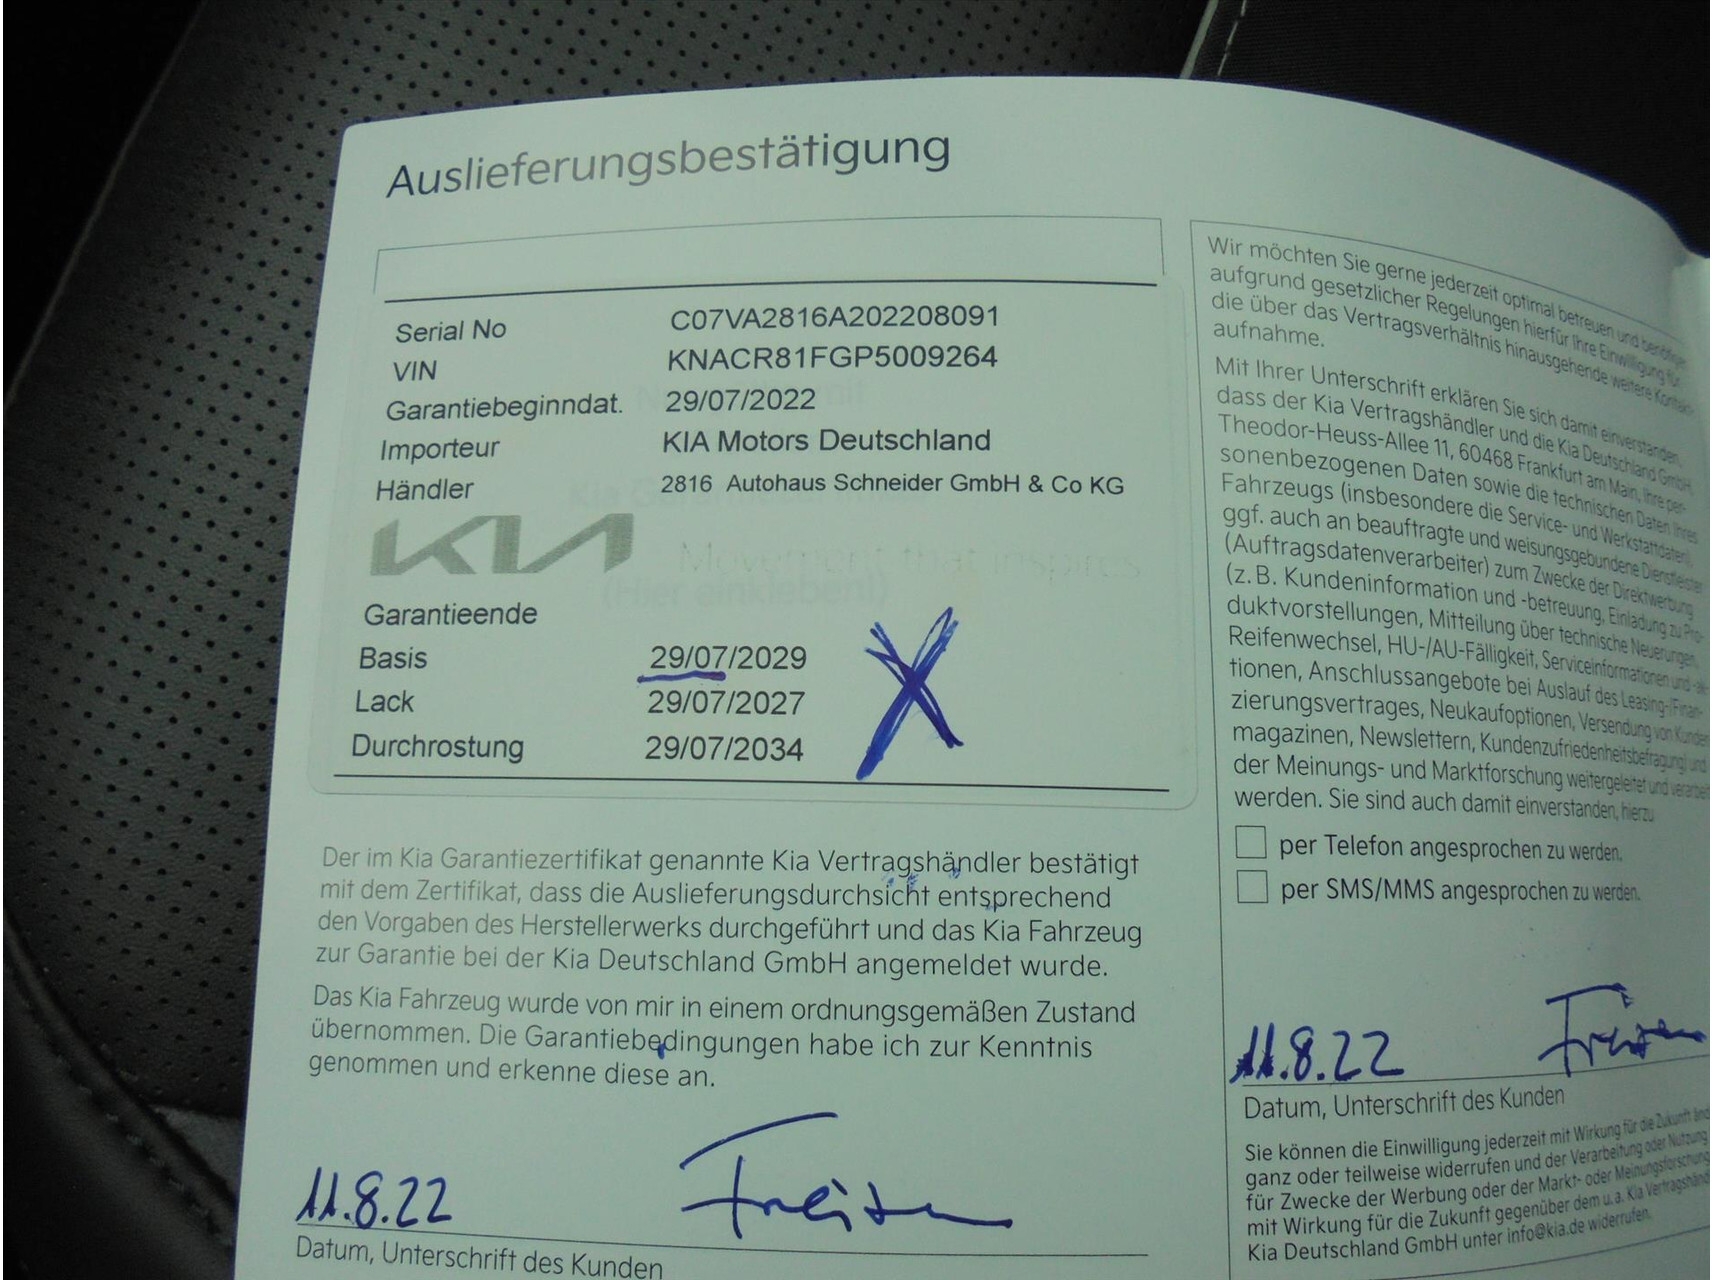 Auslieferungsbestätigung
Serial No C07VA2816A202208091
VIN KNACR81FGP5009264
Garantiebeginndat. 29/07/2022
Importeur KIA Motors Deutschland
Händler 2816 Autohaus Schneider GmbH & Co KG
KIA Movement that inspires
(Hier einkleben!)
Garantieende
Basis 29/07/2029
Lack 29/07/2027
Durchrostung 29/07/2034
X
Der im Kia Garantiezertifikat genannte Kia Vertragshändler bestätigt
mit dem Zertifikat, dass die Auslieferungsdurchsicht entsprechend
den Vorgaben des Herstellerwerks durchgeführt und das Kia Fahrzeug
zur Garantie bei der Kia Deutschland GmbH angemeldet wurde.
Das Kia Fahrzeug wurde von mir in einem ordnungsgemäßen Zustand
übernommen. Die Garantiebedingungen habe ich zur Kenntnis
genommen und erkenne diese an.
11.8.22
Datum, Unterschrift des Kunden
Wir möchten Sie gerne jederzeit optimal betreuen und benötigen
aufgrund gesetzlicher Regelungen hierfür Ihre Einwilligung für
die über das Vertragsverhältnis hinausgehende weitere Kontakt-
aufnahme.
Mit Ihrer Unterschrift erklären Sie sich damit einverstanden,
dass der Kia Vertragshändler und die Kia Deutschland GmbH,
Theodor-Heuss-Allee 11, 60468 Frankfurt am Main, Ihre per-
sonenbezogenen Daten sowie die technischen Daten Ihres
Fahrzeugs (insbesondere die Service- und Werkstattdaten),
ggf. auch an beauftragte und weisungsgebundene Dienstleister
(Auftragsdatenverarbeiter) zum Zwecke der Direktwerbung
(z. B. Kundeninformation und -betreuung, Einladung zu Pro-
duktvorstellungen, Mitteilung über technische Neuerungen,
Reifenwechsel, HU-/AU-Fälligkeit, Serviceinformationen und
tionen, Anschlussangebote bei Auslauf des Leasing-/Finan-
zierungsvertrages, Neukaufoptionen, Versendung von Kunden
magazinen, Newslettern, Kundenzufriedenheitsbefragung) und
der Meinungs- und Marktforschung weitergeleitet und verarbeit
werden. Sie sind auch damit einverstanden, hierzu
per Telefon angesprochen zu werden.
per SMS/MMS angesprochen zu werden.
11.8.22
Datum, Unterschrift des Kunden
Sie können die Einwilligung jederzeit mit Wirkung für die Zukunft
ganz oder teilweise widerrufen und der Verarbeitung oder Nutzung
für Zwecke der Werbung oder der Markt- oder Meinungsforschung
mit Wirkung für die Zukunft gegenüber dem u. a. Kia Vertragshänd
Kia Deutschland GmbH unter info@kia.de widerrufen.